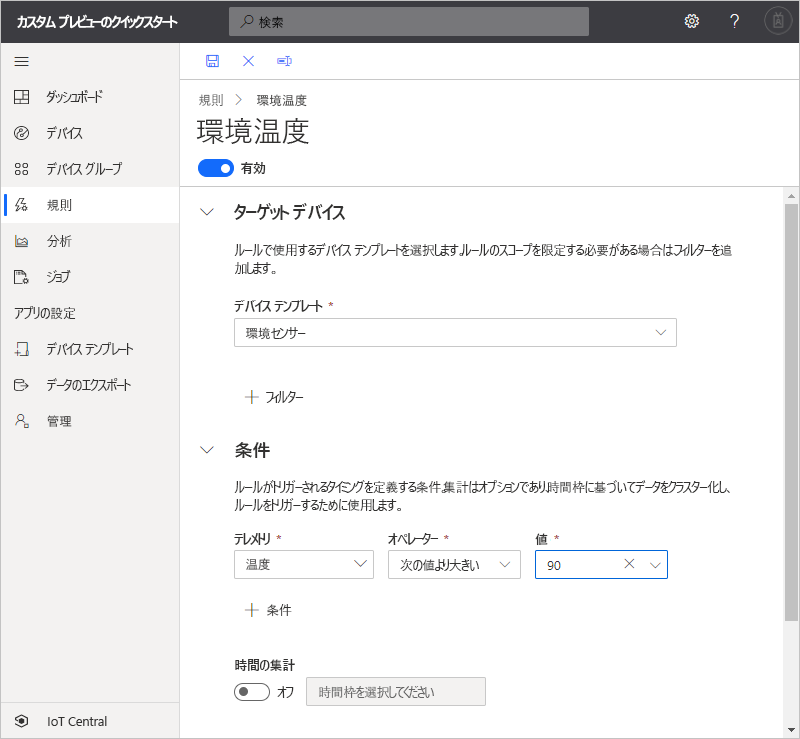 カスタム プレビューのクイックスタート
検索
?
ダッシュボード
デバイス
デバイス グループ
規則
分析
ジョブ
アプリの設定
デバイス テンプレート
データのエクスポート
管理
IoT Central
規則 > 環境温度
環境温度
有効
ターゲット デバイス
ルールで使用するデバイス テンプレートを選択します。ルールのスコープを限定する必要がある場合はフィルターを追
加します。
デバイス テンプレート *
環境センサー
+ フィルター
条件
ルールがトリガーされるタイミングを定義する条件。集計はオプションであり、時間枠に基づいてデータをクラスター化し、
ルールをトリガーするために使用します。
テレメトリ * オペレーター * 値 *
温度 次の値より大きい 90
+ 条件
時間の集計
オフ 時間枠を選択してください